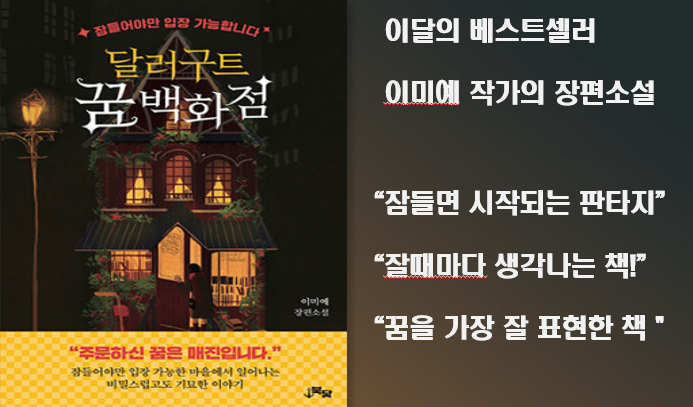 잠들어야만 입장 가능합니다
달러구트
꿈백화점
이미예
장편소설
“주문하신 꿈은 매진입니다.”
잠들어야만 입장 가능한 마을에서 일어나는
비밀스럽고도 기묘한 이야기
북닻
이달의 베스트셀러
이미예 작가의 장편소설
“잠들면 시작되는 판타지”
“잘때마다 생각나는 책!”
“꿈을 가장 잘 표현한 책 "